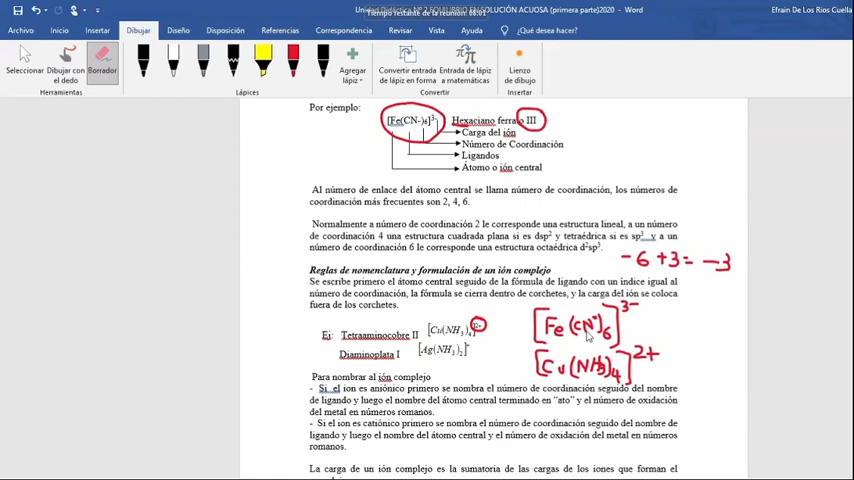 Unidad Didáctica Nº 7 EQUILIBRIO EN SOLUCIÓN ACUOSA (primera parte)2020 - Word
Efrain De Los Rios Cuella
Tiempo restante de la reunión: 08:01
Archivo Inicio Insertar Dibujar Diseño Disposición Referencias Correspondencia Revisar Vista Ayuda ¿Qué desea hacer?
Seleccionar Dibujar con el dedo Borrador Agregar lápiz Convertir entrada de lápiz en forma Entrada de lápiz a matemáticas Lienzo de dibujo Insertar
Herramientas Lápices Convertir
Por ejemplo:
[Fe(CN-)6]3- Hexaciano ferrato III
Carga del ión
Número de Coordinación
Ligandos
Átomo o ión central
Al número de enlace del átomo central se llama número de coordinación, los números de
coordinación más frecuentes son 2, 4, 6.
Normalmente a número de coordinación 2 le corresponde una estructura lineal, a un número
de coordinación 4 una estructura cuadrada plana si es dsp2 y tetraédrica si es sp3 y a un
número de coordinación 6 le corresponde una estructura octaédrica d2sp3.
-6 +3 = -3
Reglas de nomenclatura y formulación de un ión complejo
Se escribe primero el átomo central seguido de la fórmula de ligando con un índice igual al
número de coordinación, la fórmula se cierra dentro de corchetes, y la carga del ión se coloca
fuera de los corchetes.
[Fe(CN-)6]3-
Ej: Tetraaminocobre II [Cu(NH3)4]2+
Diaminoplata I [Ag(NH3)2]+
[Cu(NH3)4]2+
Para nombrar al ión complejo
- Si el ion es aniónico primero se nombra el número de coordinación seguido del nombre
de ligando y luego el nombre del átomo central terminado en "ato" y el número de oxidación
del metal en números romanos.
- Si el ion es catiónico primero se nombra el número de coordinación seguido del nombre de
ligando y luego el nombre del átomo central y el número de oxidación del metal en números
romanos.
La carga de un ión complejo es la sumatoria de las cargas de los iones que forman el